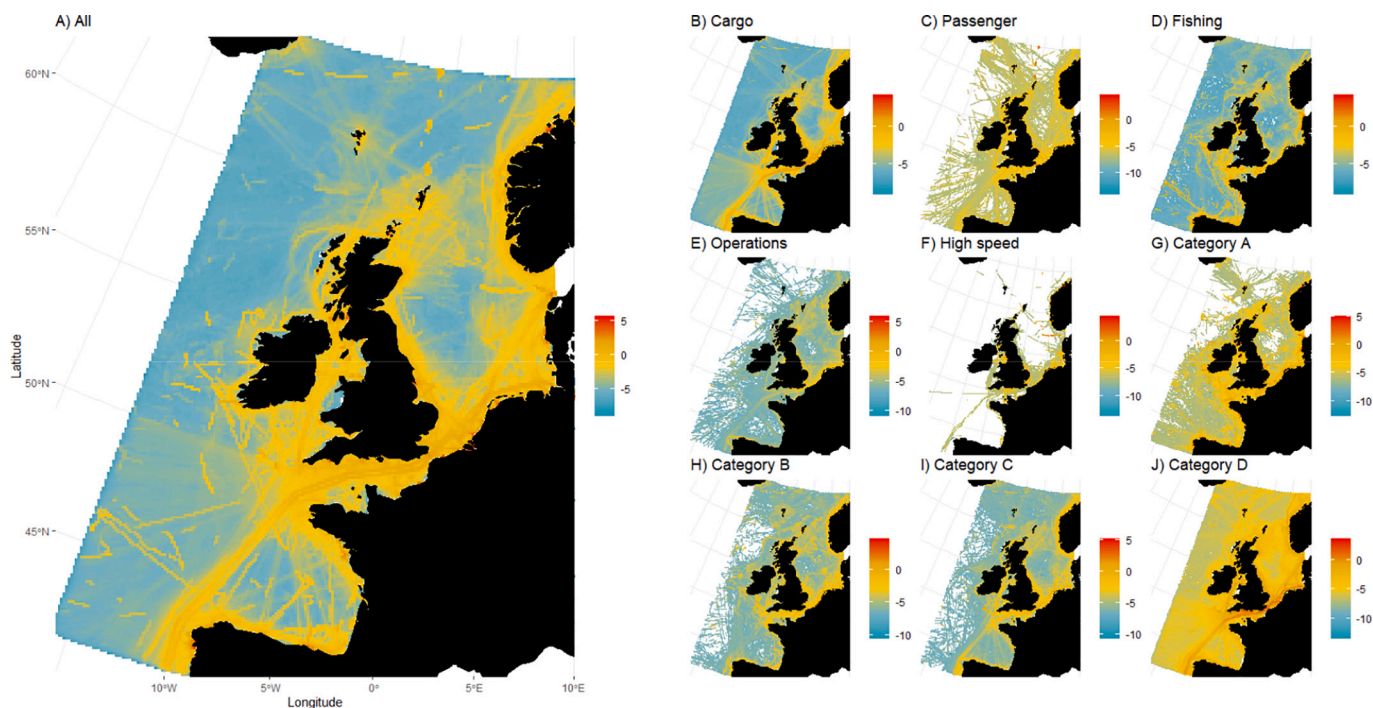 A) All
60°N
55°N
50°N
45°N
Latitude
10°W
5°W
0°
5°E
10°E
Longitude
5
0
-5
B) Cargo
0
-5
C) Passenger
0
-5
-10
D) Fishing
0
-5
E) Operations
5
0
-5
-10
F) High speed
0
-5
-10
G) Category A
5
0
-5
-10
H) Category B
5
0
-5
-10
I) Category C
5
0
-5
-10
J) Category D
0
-5
-10